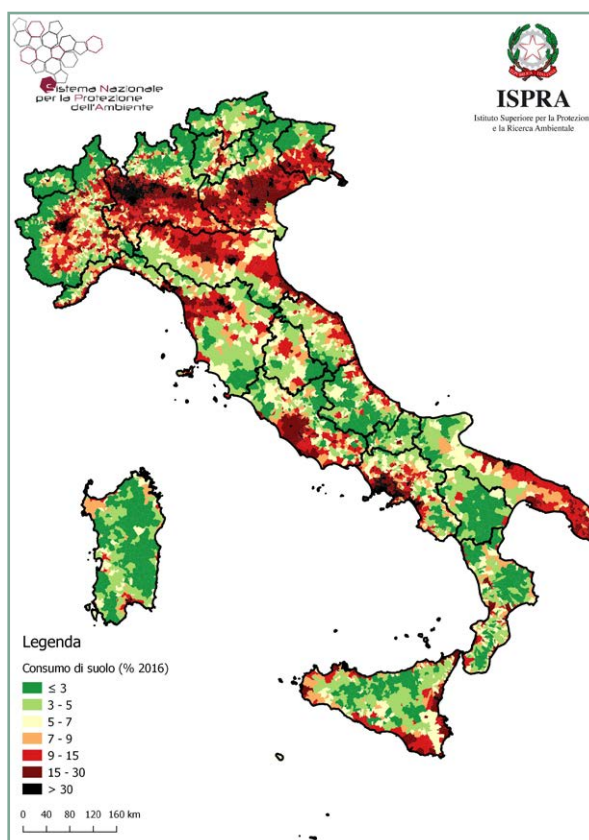 Sistema Nazionale
per la Protezione
dell'Ambiente
ISPRA
Istituto Superiore per la Protezione
e la Ricerca Ambientale
Legenda
Consumo di suolo (% 2016)
≤ 3
3 - 5
5 - 7
7 - 9
9 - 15
15 - 30
> 30
0 40 80 120 160 km